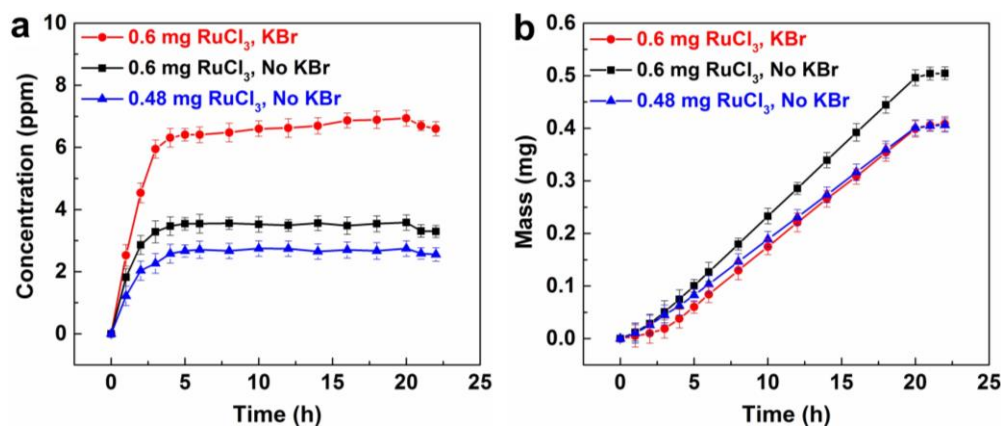 a
0.6 mg RuCl₃, KBr
0.6 mg RuCl₃, No KBr
0.48 mg RuCl₃, No KBr
Concentration (ppm)
10
8
6
4
2
0
0 5 10 15 20 25
Time (h)
b
0.6 mg RuCl₃, KBr
0.6 mg RuCl₃, No KBr
0.48 mg RuCl₃, No KBr
Mass (mg)
0.6
0.5
0.4
0.3
0.2
0.1
0.0
0 5 10 15 20 25
Time (h)